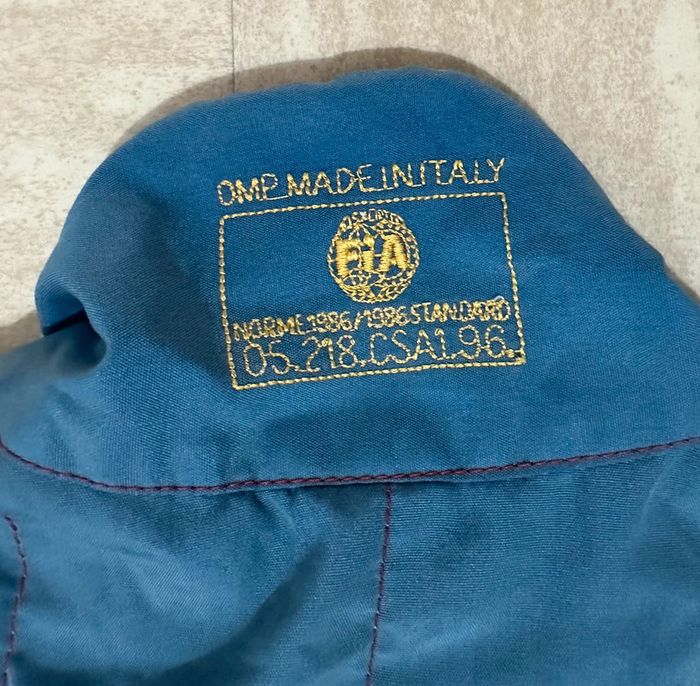 OMP MADE IN ITALY
FIA
NORME 1986/1986 STANDARD
05.218.CSAI.96.